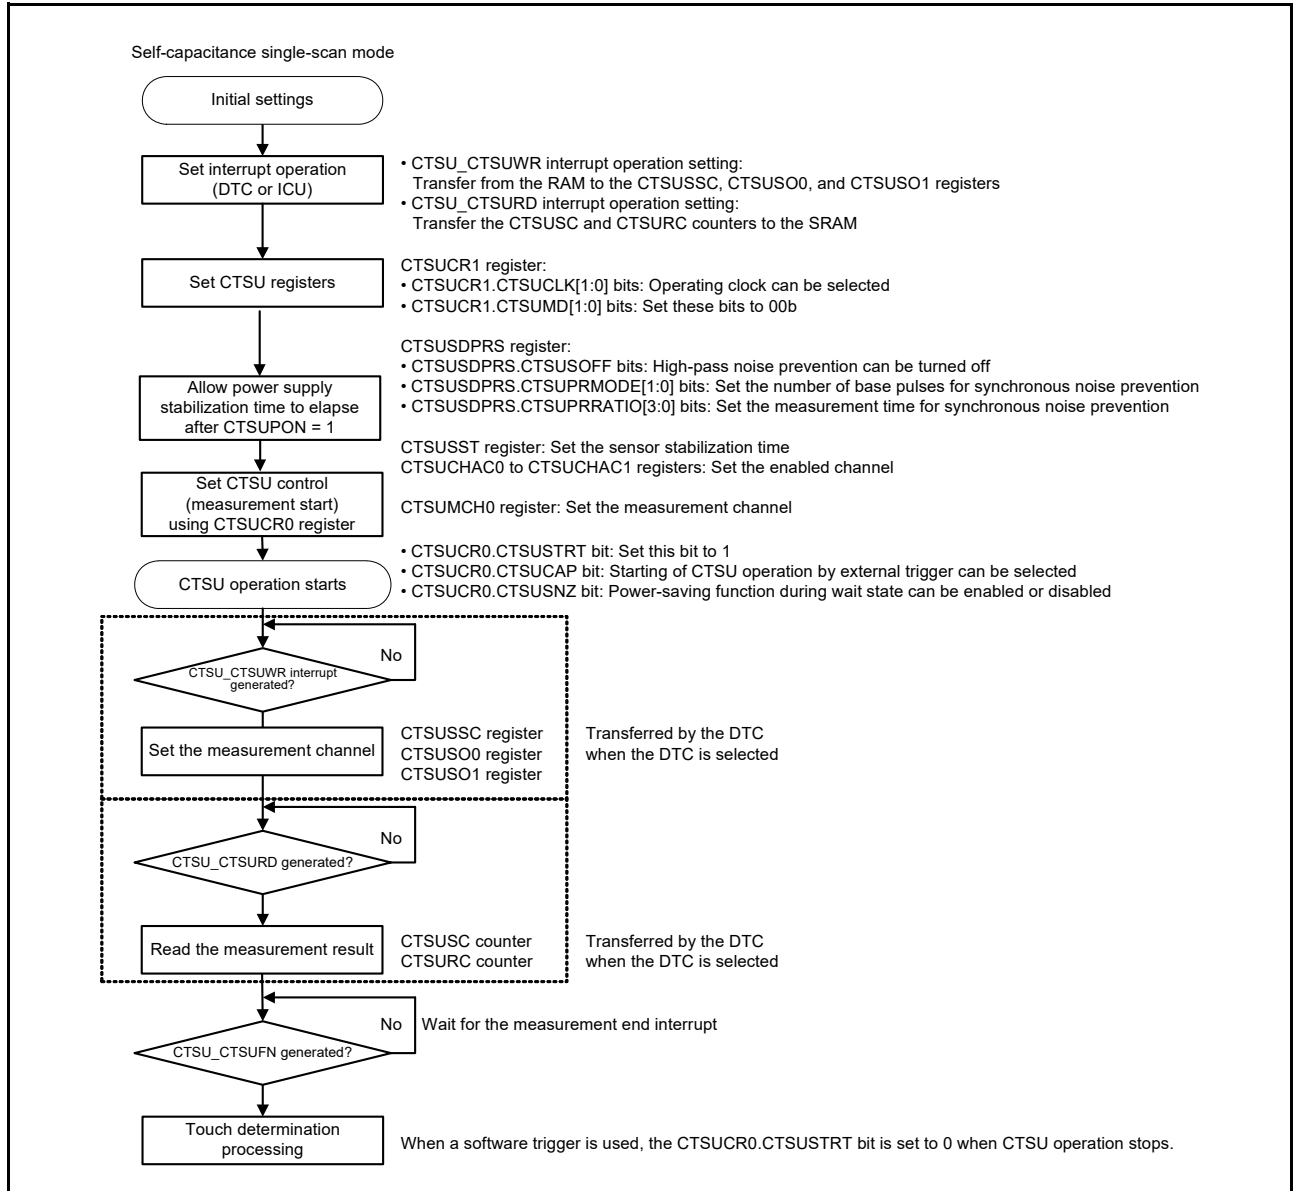 Self-capacitance single-scan mode
Initial settings
Set interrupt operation
(DTC or ICU)
• CTSU_CTSUWR interrupt operation setting:
Transfer from the RAM to the CTSUSSC, CTSUSO0, and CTSUSO1 registers
• CTSU_CTSURD interrupt operation setting:
Transfer the CTSUSC and CTSURC counters to the SRAM
Set CTSU registers
CTSUCR1 register:
• CTSUCR1.CTSUCLK[1:0] bits: Operating clock can be selected
• CTSUCR1.CTSUMD[1:0] bits: Set these bits to 00b
CTSUSDPRS register:
• CTSUSDPRS.CTSUSOFF bits: High-pass noise prevention can be turned off
• CTSUSDPRS.CTSUPRMODE[1:0] bits: Set the number of base pulses for synchronous noise prevention
• CTSUSDPRS.CTSUPRRATIO[3:0] bits: Set the measurement time for synchronous noise prevention
Allow power supply
stabilization time to elapse
after CTSUPON = 1
CTSUSST register: Set the sensor stabilization time
CTSUCHAC0 to CTSUCHAC1 registers: Set the enabled channel
CTSUMCH0 register: Set the measurement channel
Set CTSU control
(measurement start)
using CTSUCR0 register
• CTSUCR0.CTSUSTRT bit: Set this bit to 1
• CTSUCR0.CTSUCAP bit: Starting of CTSU operation by external trigger can be selected
• CTSUCR0.CTSUSNZ bit: Power-saving function during wait state can be enabled or disabled
CTSU operation starts
No
CTSU_CTSUWR interrupt
generated?
Set the measurement channel
CTSUSSC register
CTSUSO0 register
CTSUSO1 register
Transferred by the DTC
when the DTC is selected
No
CTSU_CTSURD generated?
Read the measurement result
CTSUSC counter
CTSURC counter
Transferred by the DTC
when the DTC is selected
No
Wait for the measurement end interrupt
CTSU_CTSUFN generated?
Touch determination
processing
When a software trigger is used, the CTSUCR0.CTSUSTRT bit is set to 0 when CTSU operation stops.